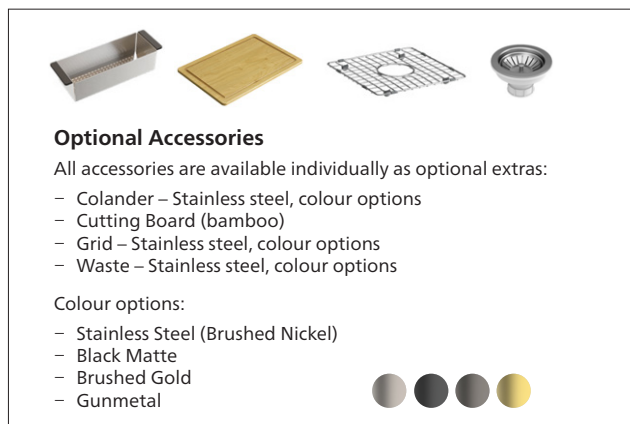 Optional Accessories
All accessories are available individually as optional extras:
– Colander – Stainless steel, colour options
– Cutting Board (bamboo)
– Grid – Stainless steel, colour options
– Waste – Stainless steel, colour options
Colour options:
– Stainless Steel (Brushed Nickel)
– Black Matte
– Brushed Gold
– Gunmetal